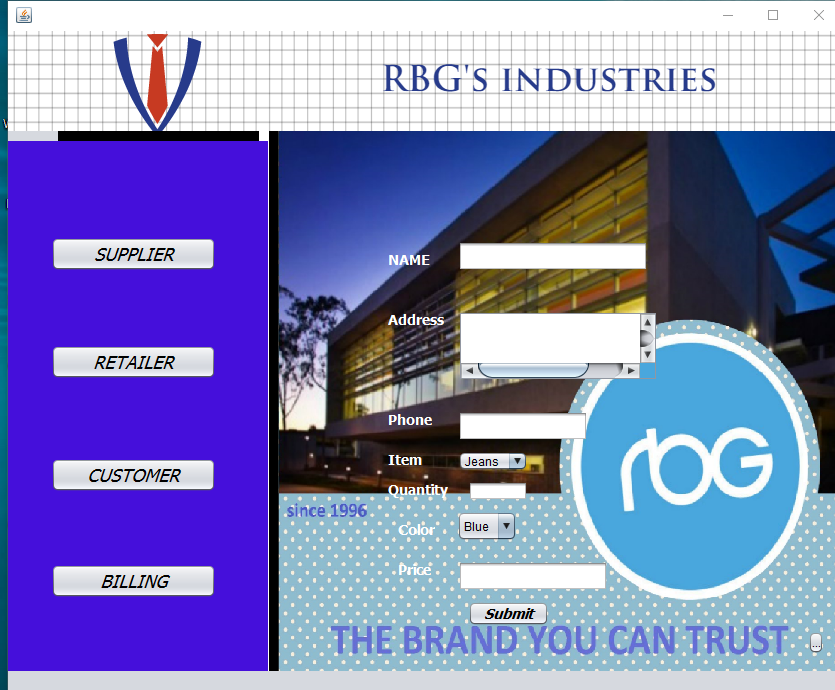 RBG'S INDUSTRIES
SUPPLIER
RETAILER
CUSTOMER
BILLING
NAME
Address
Phone
Item
Jeans
Quantity
since 1996
Color
Blue
Price
Submit
THE BRAND YOU CAN TRUST
...
rbG